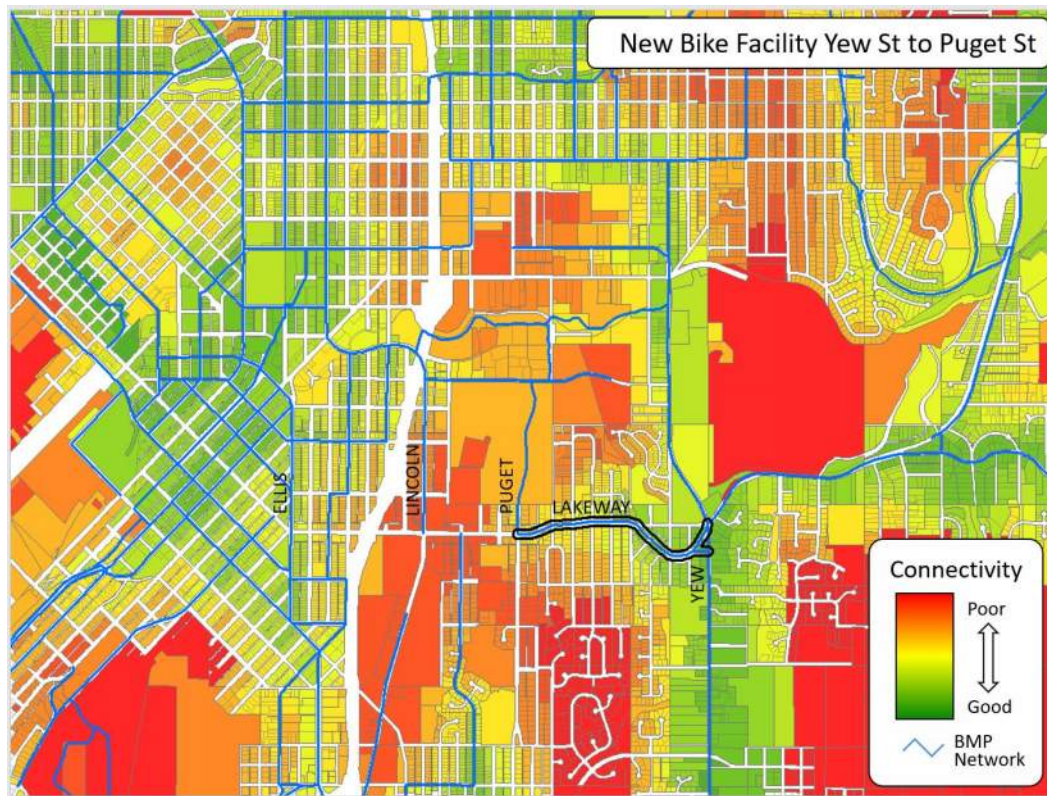 New Bike Facility Yew St to Puget St
ELLIS
LINCOLN
PUGET
LAKEWAY
YEW
Connectivity
Poor
Good
BMP
Network